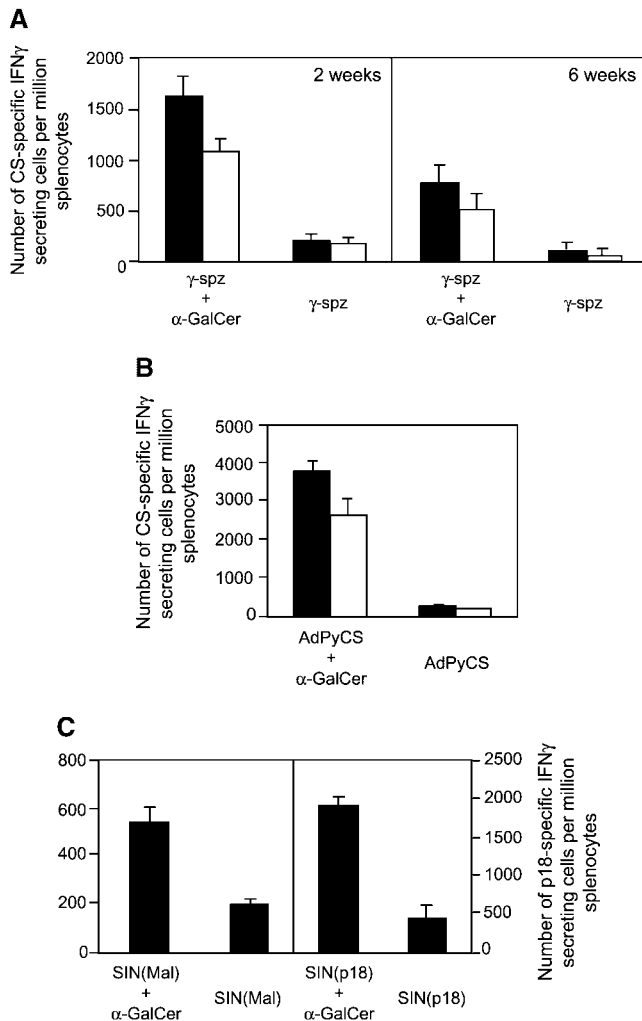 A
Number of CS-specific IFNγ
secreting cells per million
splenocytes
2000
1500
1000
500
0
2 weeks
6 weeks
γ-spz
+
α-GalCer
γ-spz
γ-spz
+
α-GalCer
γ-spz
B
Number of CS-specific IFNγ
secreting cells per million
splenocytes
5000
4000
3000
2000
1000
0
AdPyCS
+
α-GalCer
AdPyCS
C
800
600
400
200
0
2500
2000
1500
1000
500
0
Number of p18-specific IFNγ
secreting cells per million
splenocytes
SIN(Mal)
+
α-GalCer
SIN(Mal)
SIN(p18)
+
α-GalCer
SIN(p18)